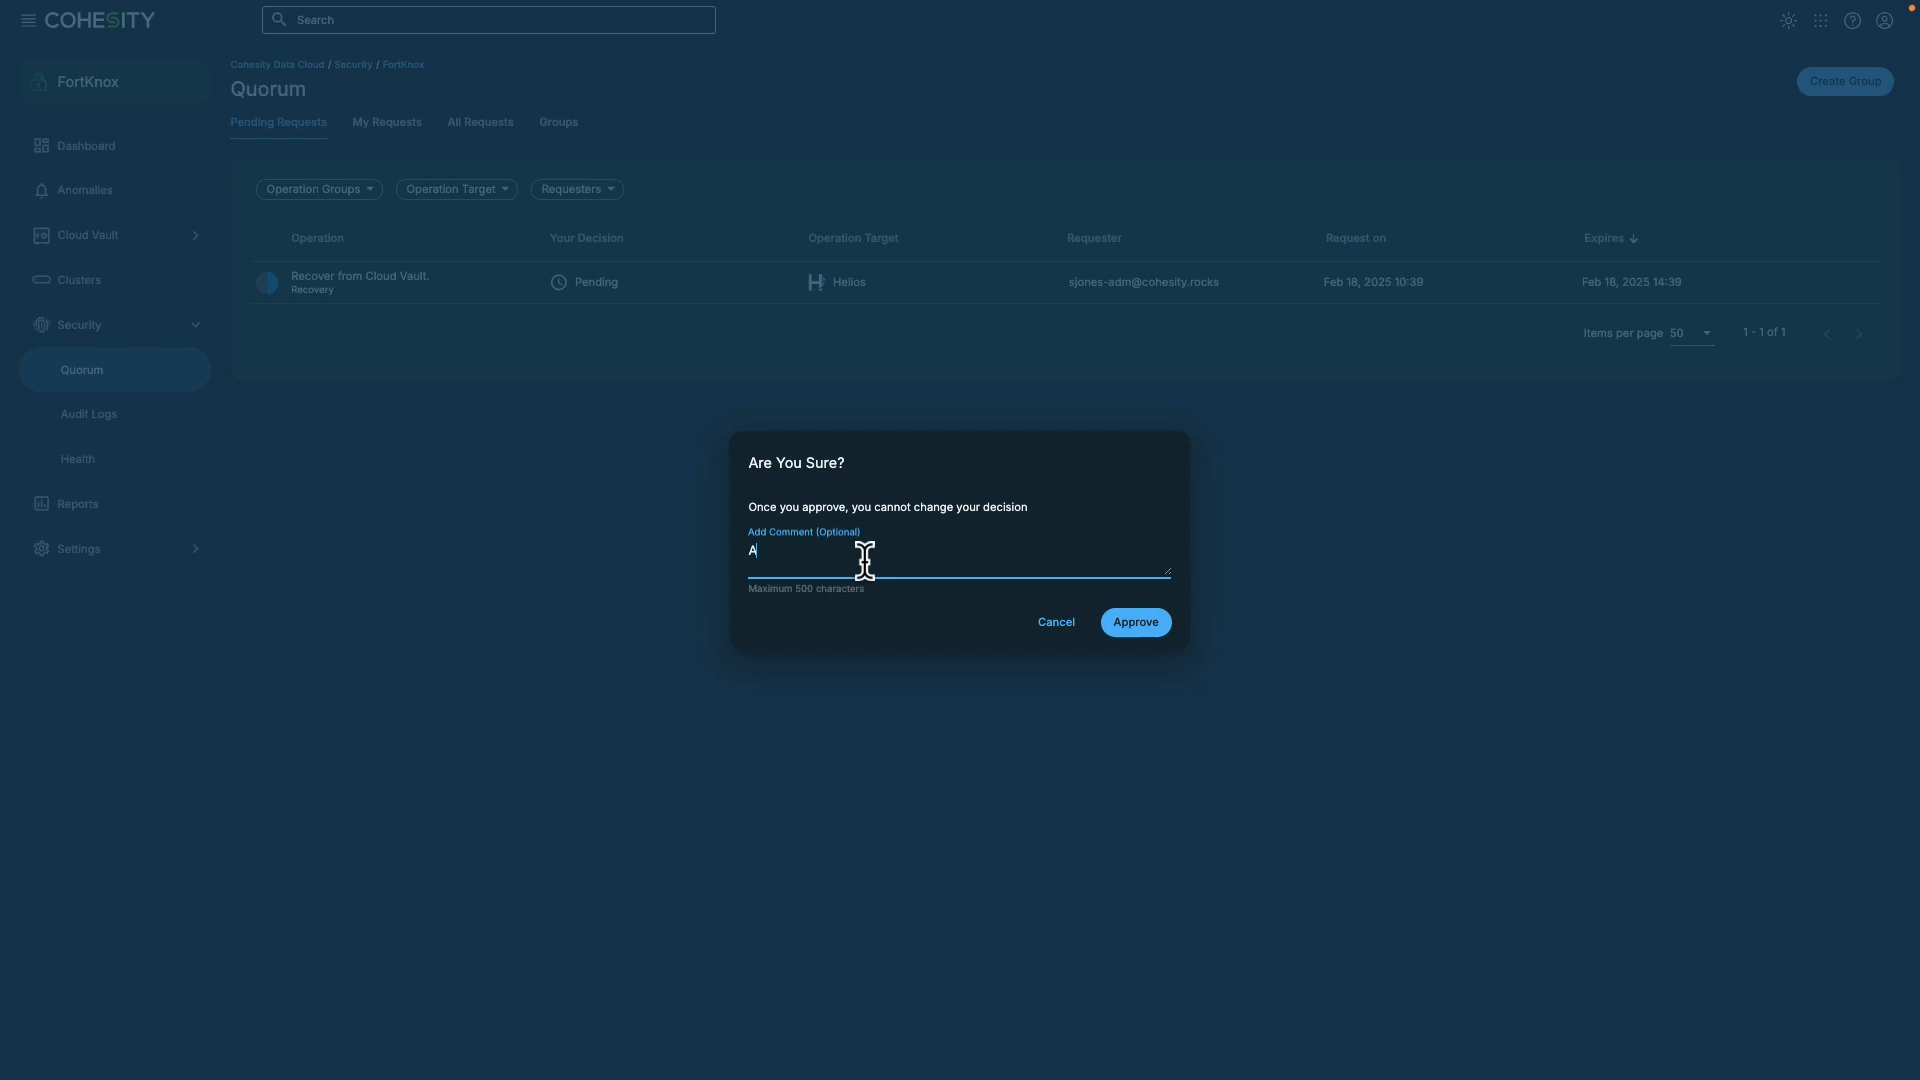 COHESITY
Search
FortKnox
Cohesity Data Cloud / Security / FortKnox
Quorum
Create Group
Pending Requests My Requests All Requests Groups
Dashboard
Anomalies
Cloud Vault
Clusters
Security
Quorum
Audit Logs
Health
Reports
Settings
Operation Groups Operation Target Requesters
Operation Your Decision Operation Target Requester Request on Expires
Recover from Cloud Vault. Pending Helios sjones-adm@cohesity.rocks Feb 18, 2025 10:39 Feb 18, 2025 14:39
Recovery
Items per page 50 1 - 1 of 1
Are You Sure?
Once you approve, you cannot change your decision
Add Comment (Optional)
A
Maximum 500 characters
Cancel Approve